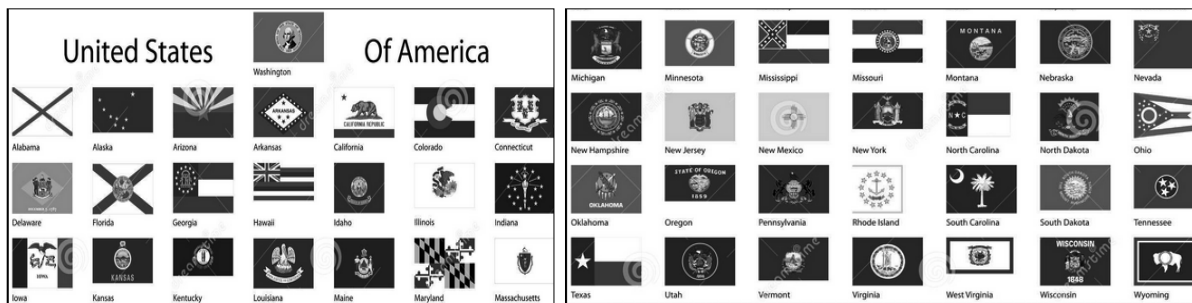 United States
Of America
Washington
Alabama Alaska Arizona Arkansas California Colorado Connecticut
ARKANSAS
CALIFORNIA REPUBLIC
Delaware Florida Georgia Hawaii Idaho Illinois Indiana
Iowa Kansas Kentucky Louisiana Maine Maryland Massachusetts
KANSAS
Michigan Minnesota Mississippi Missouri Montana Nebraska Nevada
MONTANA
New Hampshire New Jersey New Mexico New York North Carolina North Dakota Ohio
N C
Oklahoma Oregon Pennsylvania Rhode Island South Carolina South Dakota Tennessee
OKLAHOMA
STATE OF OREGON
1859
Texas Utah Vermont Virginia West Virginia Wisconsin Wyoming
WISCONSIN
1848